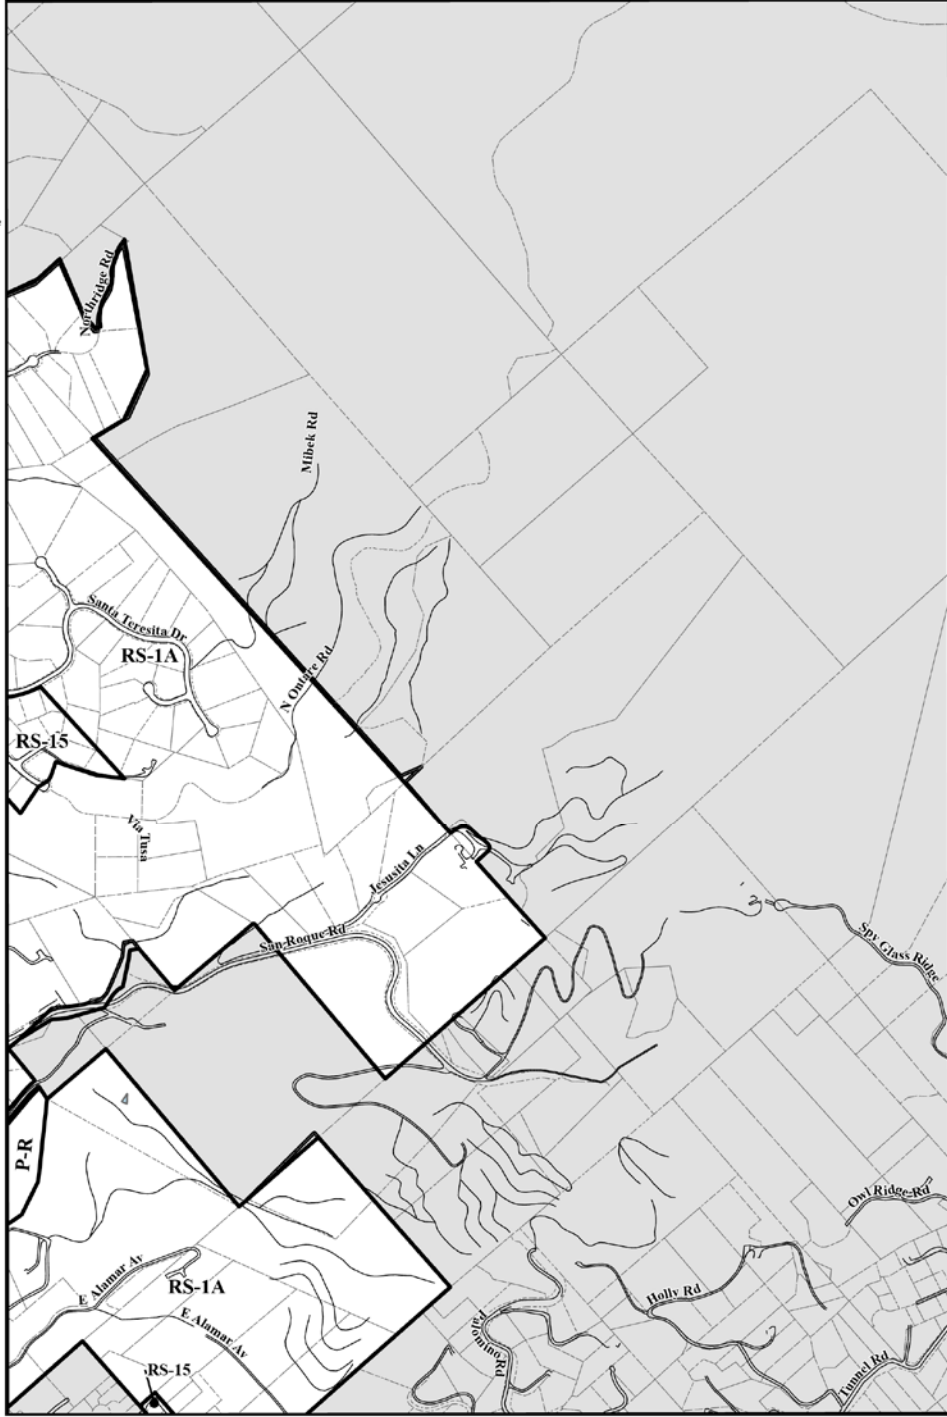 Northridge Rd
Mibek Rd
Santa Teresita Dr
RS-1A
N Ontare Rd
RS-15
Via Tusa
Jesusita Ln
San Roque Rd
Spy Glass Ridge
4
P-R
Owl Ridge Rd
E Alamar Av
RS-1A
Holly Rd
E Alamar Av
Palomino Rd
Tunnel Rd
RS-15